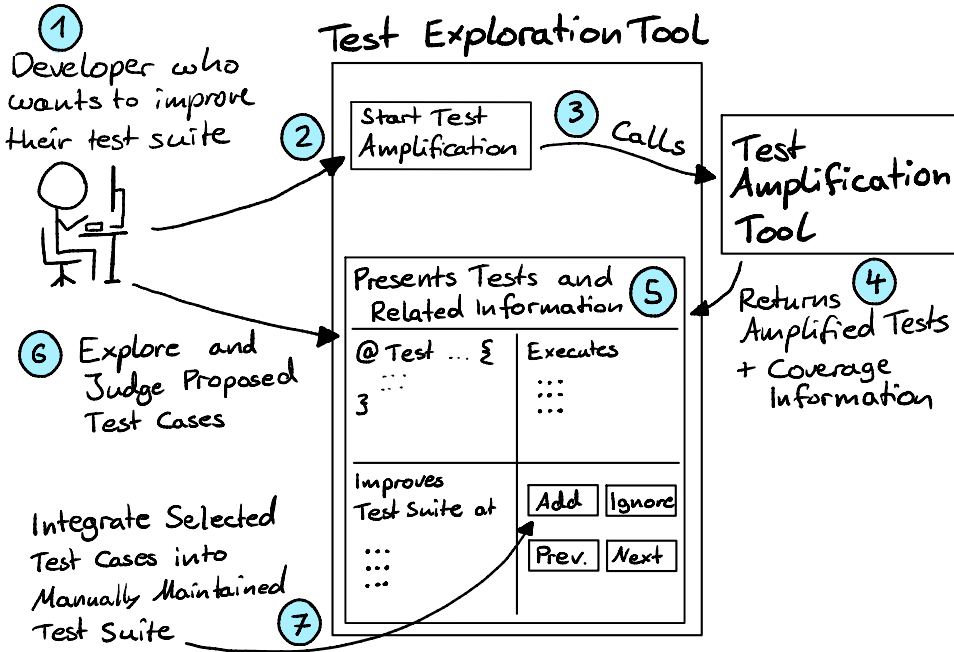 Test Exploration Tool
1
Developer who
wants to improve
their test suite
2
Start Test
Amplification
3
Calls
Test
Amplification
Tool
4
Returns
Amplified Tests
+ Coverage
Information
Presents Tests and
Related Information
5
@Test ... {
...
...
}
Executes
...
...
...
Improves
Test Suite at
...
...
...
Add
Ignore
Prev.
Next
6
Explore and
Judge Proposed
Test Cases
Integrate Selected
Test Cases into
Manually Maintained
Test Suite
7